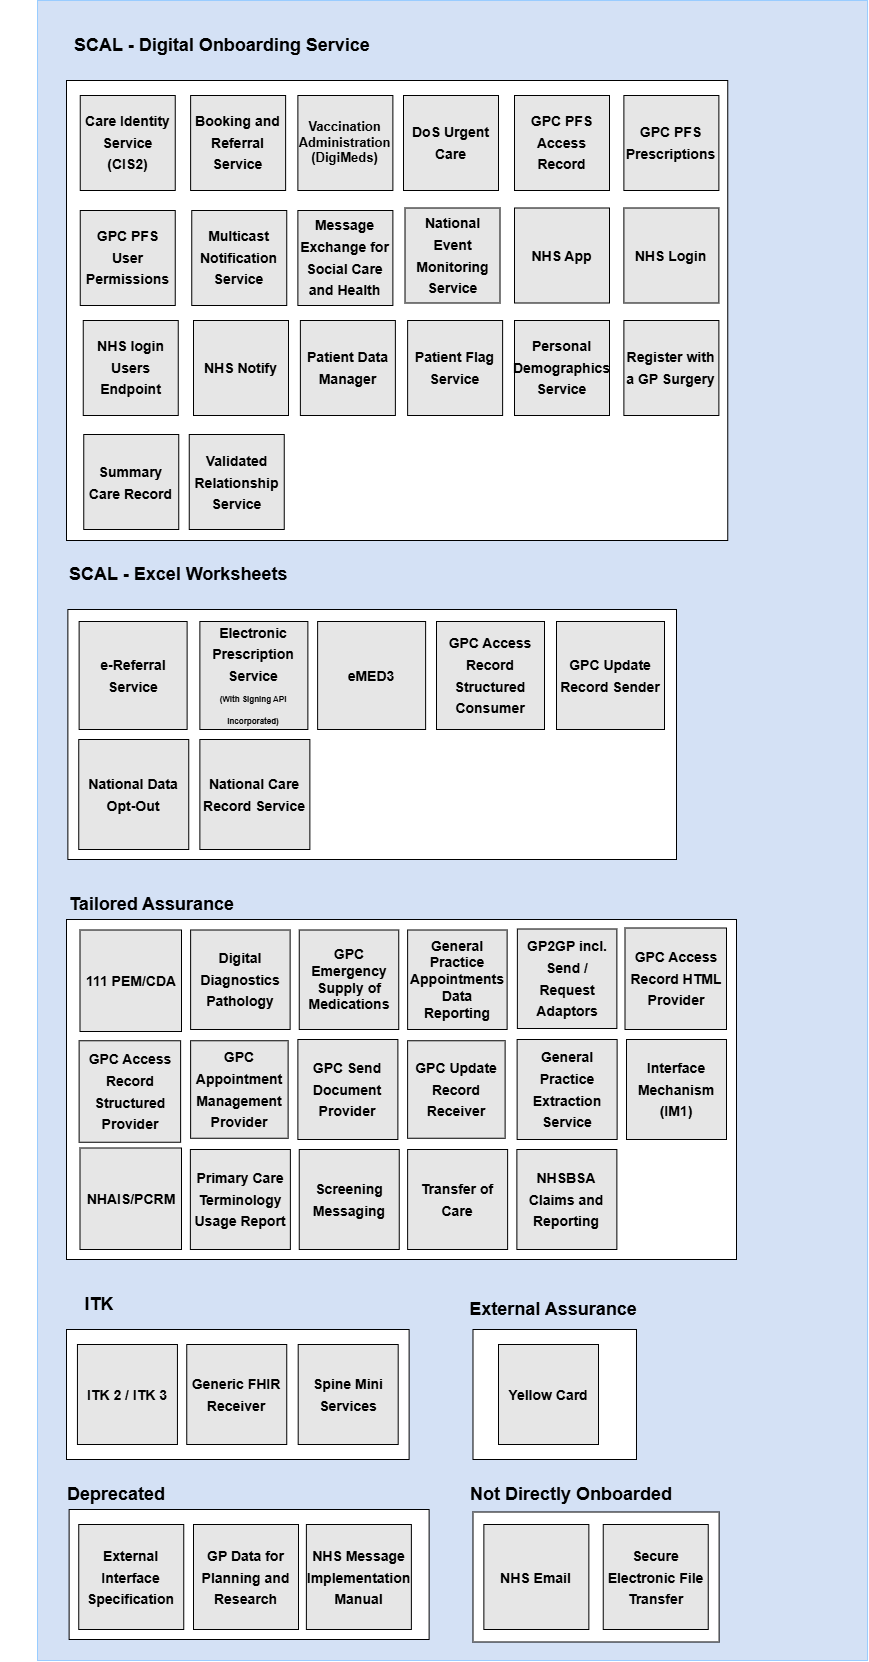 SCAL - Digital Onboarding Service
Care Identity
Service
(CIS2)
Booking and
Referral
Service
Vaccination
Administration
(DigiMeds)
DoS Urgent
Care
GPC PFS
Access
Record
GPC PFS
Prescriptions
GPC PFS
User
Permissions
Multicast
Notification
Service
Message
Exchange for
Social Care
and Health
National
Event
Monitoring
Service
NHS App
NHS Login
NHS login
Users
Endpoint
NHS Notify
Patient Data
Manager
Patient Flag
Service
Personal
Demographics
Service
Register with
a GP Surgery
Summary
Care Record
Validated
Relationship
Service
SCAL - Excel Worksheets
e-Referral
Service
Electronic
Prescription
Service
(With Signing API
Incorporated)
eMED3
GPC Access
Record
Structured
Consumer
GPC Update
Record Sender
National Data
Opt-Out
National Care
Record Service
Tailored Assurance
111 PEM/CDA
Digital
Diagnostics
Pathology
GPC
Emergency
Supply of
Medications
General
Practice
Appointments
Data
Reporting
GP2GP incl.
Send /
Request
Adaptors
GPC Access
Record HTML
Provider
GPC Access
Record
Structured
Provider
GPC
Appointment
Management
Provider
GPC Send
Document
Provider
GPC Update
Record
Receiver
General
Practice
Extraction
Service
Interface
Mechanism
(IM1)
NHAIS/PCRM
Primary Care
Terminology
Usage Report
Screening
Messaging
Transfer of
Care
NHSBSA
Claims and
Reporting
ITK
ITK 2 / ITK 3
Generic FHIR
Receiver
Spine Mini
Services
External Assurance
Yellow Card
Deprecated
External
Interface
Specification
GP Data for
Planning and
Research
NHS Message
Implementation
Manual
Not Directly Onboarded
NHS Email
Secure
Electronic File
Transfer